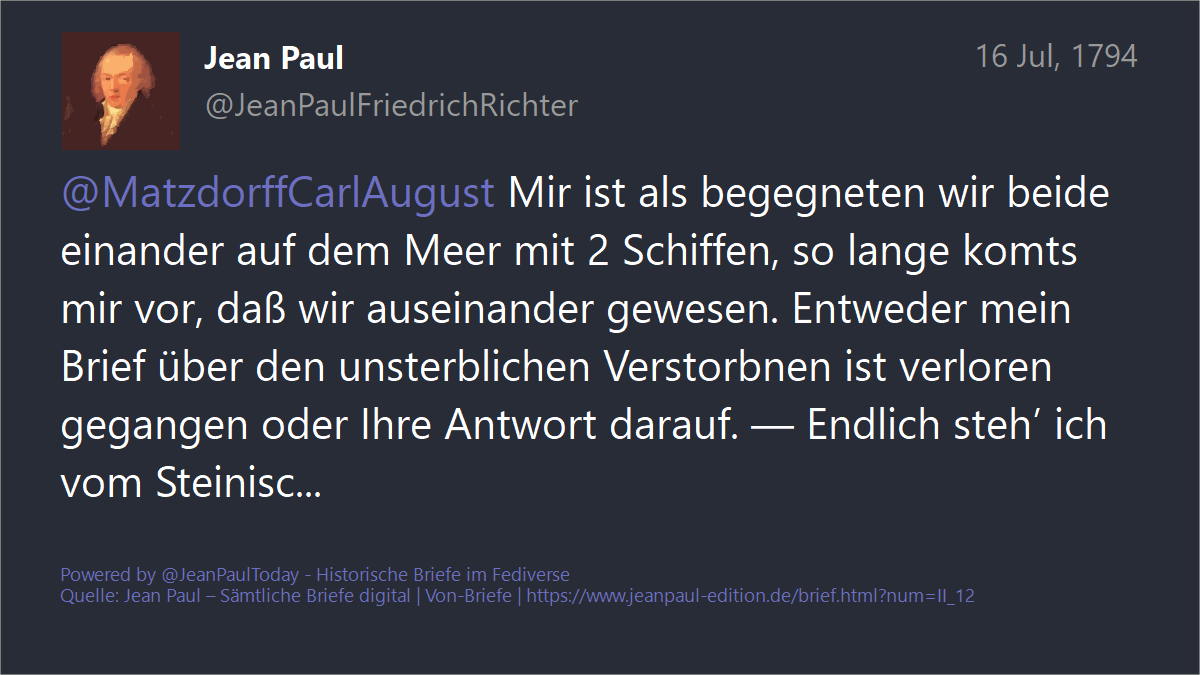 Jean Paul
16 Jul, 1794
@JeanPaulFriedrichRichter
@MatzdorffCarlAugust Mir ist als begegneten wir beide
einander auf dem Meer mit 2 Schiffen, so lange komts
mir vor, daß wir auseinander gewesen. Entweder mein
Brief über den unsterblichen Verstorbnen ist verloren
gegangen oder Ihre Antwort darauf. — Endlich steh’ ich
vom Steinisc...
Powered by @JeanPaulToday - Historische Briefe im Fediverse
Quelle: Jean Paul – Sämtliche Briefe digital | Von-Briefe | https://www.jeanpaul-edition.de/brief.html?num=II_12